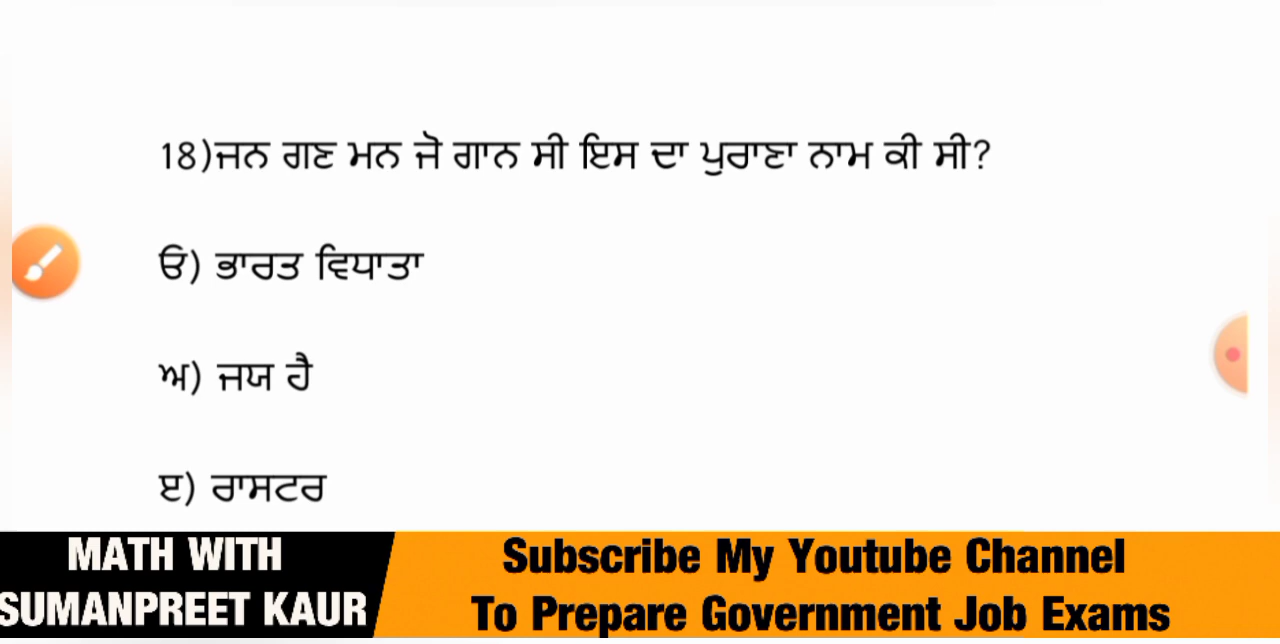 18)ਜਨ ਗਣ ਮਨ ਜੋ ਗਾਨ ਸੀ ਇਸ ਦਾ ਪੁਰਾਣਾ ਨਾਮ ਕੀ ਸੀ?
ੳ) ਭਾਰਤ ਵਿਧਾਤਾ
ਅ) ਜਯ ਹੈ
ੲ) ਰਾਸਟਰ
MATH WITH
SUMANPREET KAUR
Subscribe My Youtube Channel
To Prepare Government Job Exams